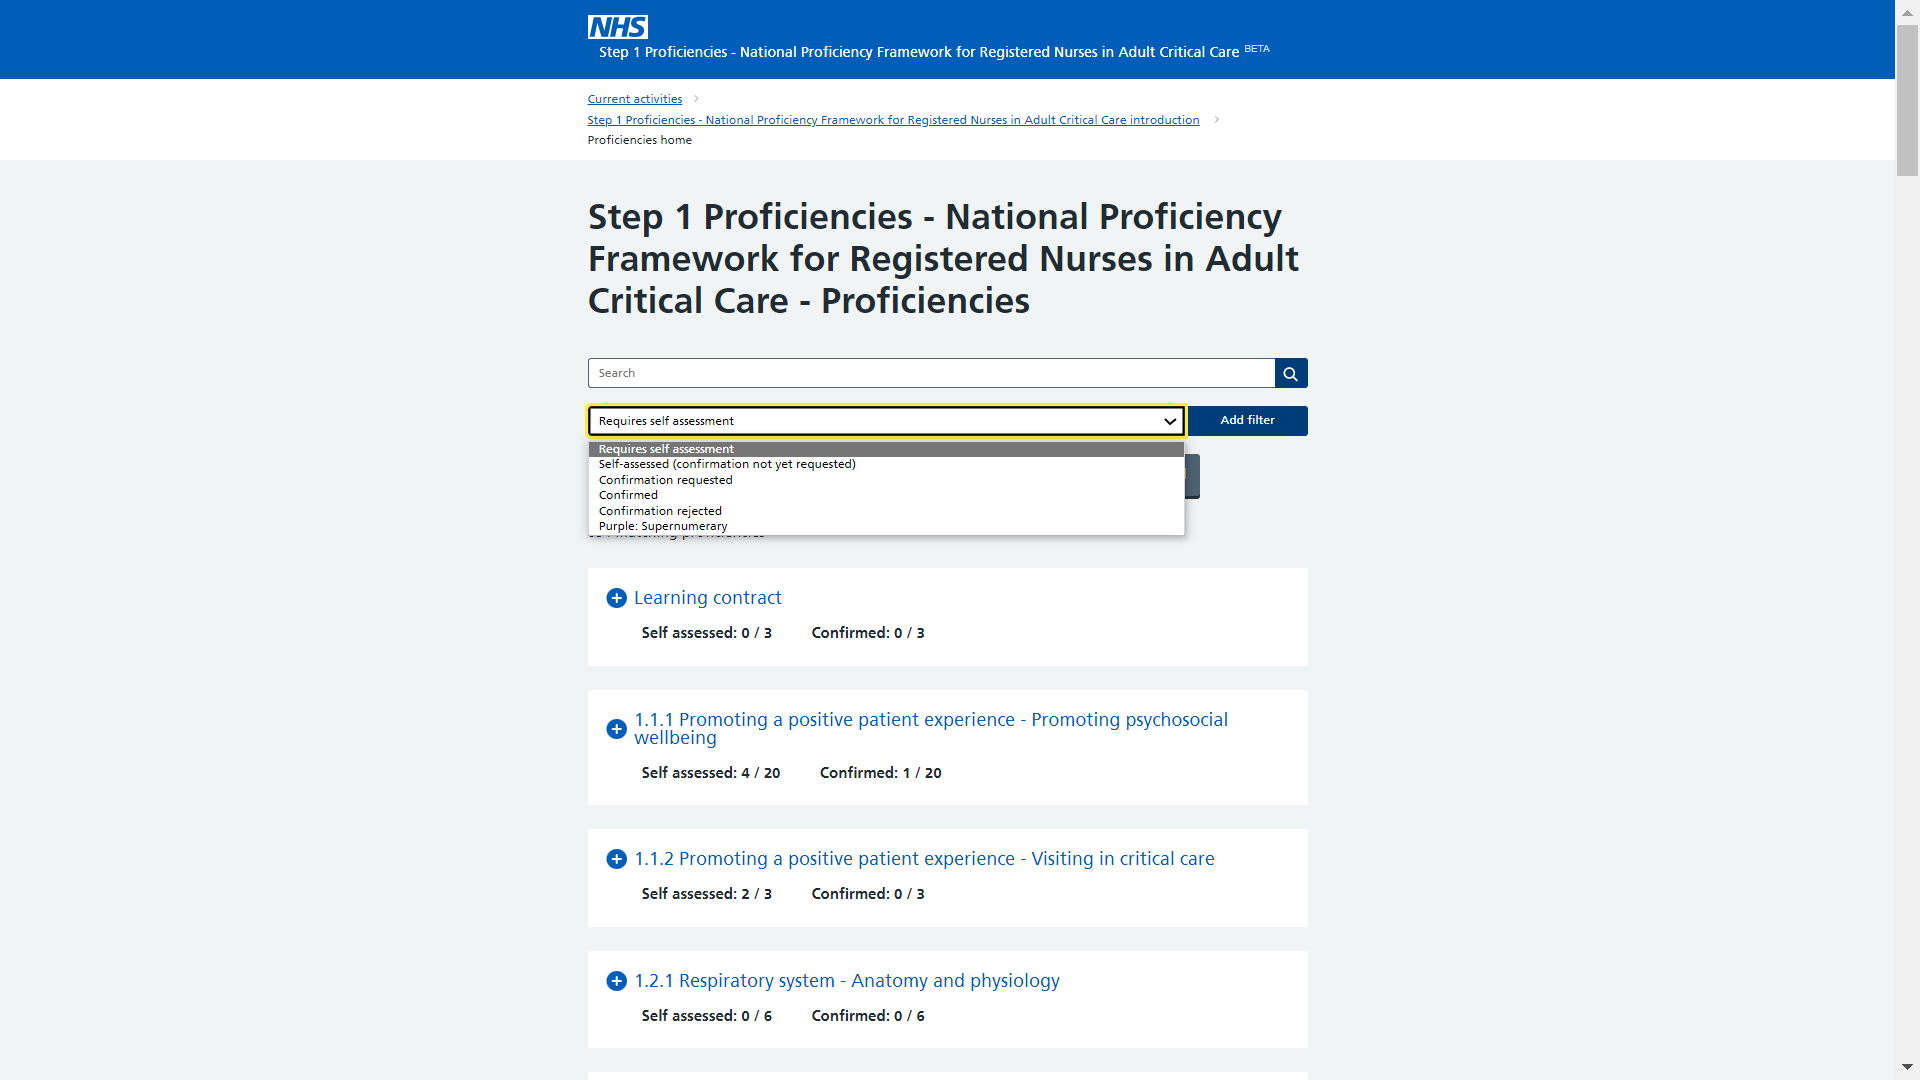 NHS
Step 1 Proficiencies - National Proficiency Framework for Registered Nurses in Adult Critical Care BETA
Current activities
Step 1 Proficiencies - National Proficiency Framework for Registered Nurses in Adult Critical Care introduction
Proficiencies home
Step 1 Proficiencies - National Proficiency
Framework for Registered Nurses in Adult
Critical Care - Proficiencies
Search
Requires self assessment
Add filter
Requires self assessment
Self-assessed (confirmation not yet requested)
Confirmation requested
Confirmed
Confirmation rejected
Purple: Supernumerary
matching proficiencies
Learning contract
Self assessed: 0 / 3 Confirmed: 0 / 3
1.1.1 Promoting a positive patient experience - Promoting psychosocial
wellbeing
Self assessed: 4 / 20 Confirmed: 1 / 20
1.1.2 Promoting a positive patient experience - Visiting in critical care
Self assessed: 2 / 3 Confirmed: 0 / 3
1.2.1 Respiratory system - Anatomy and physiology
Self assessed: 0 / 6 Confirmed: 0 / 6